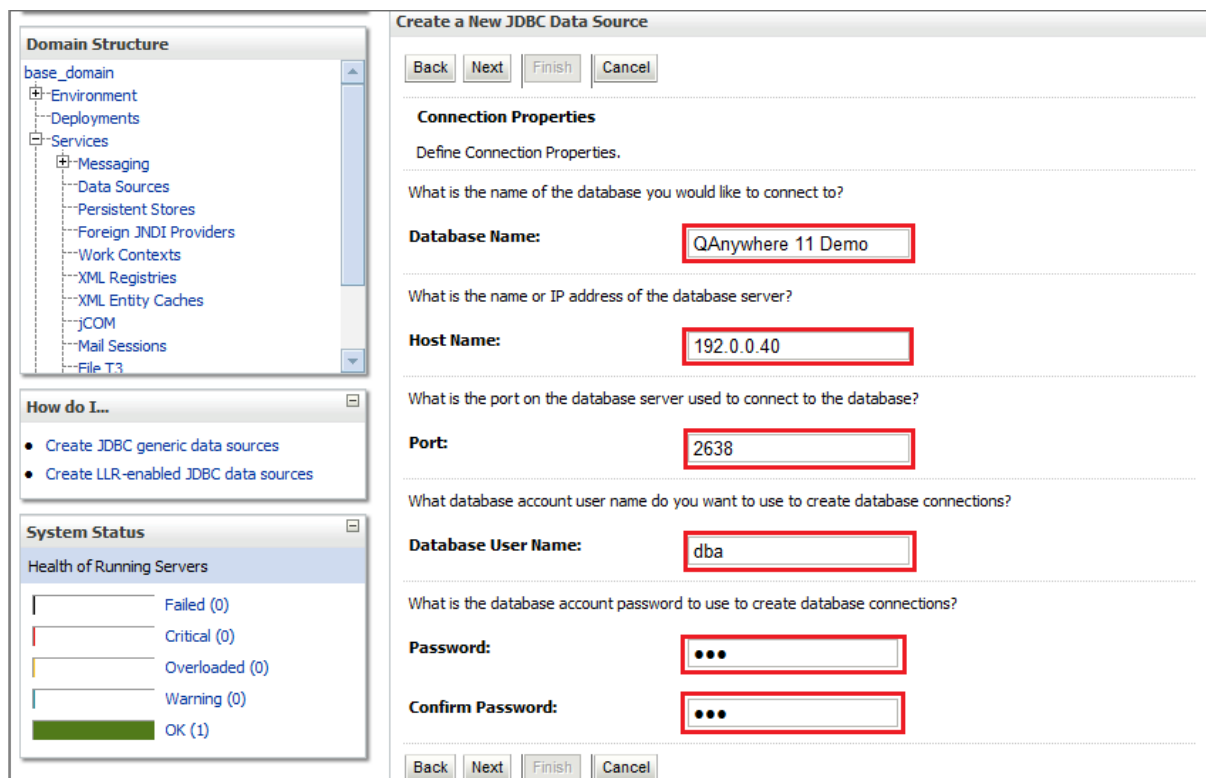 Domain Structure
base_domain
Environment
Deployments
Services
Messaging
Data Sources
Persistent Stores
Foreign JNDI Providers
Work Contexts
XML Registries
XML Entity Caches
jCOM
Mail Sessions
File T3
How do I...
Create JDBC generic data sources
Create LLR-enabled JDBC data sources
System Status
Health of Running Servers
Failed (0)
Critical (0)
Overloaded (0)
Warning (0)
OK (1)
Create a New JDBC Data Source
Back Next Finish Cancel
Connection Properties
Define Connection Properties.
What is the name of the database you would like to connect to?
Database Name: QAnywhere 11 Demo
What is the name or IP address of the database server?
Host Name: 192.0.0.40
What is the port on the database server used to connect to the database?
Port: 2638
What database account user name do you want to use to create database connections?
Database User Name: dba
What is the database account password to use to create database connections?
Password: ●●●
Confirm Password: ●●●
Back Next Finish Cancel